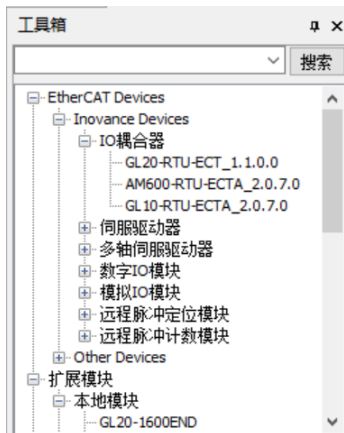 工具箱
搜索
EtherCAT Devices
Inovance Devices
IO耦合器
GL20-RTU-ECT_1.1.0.0
AM600-RTU-ECTA_2.0.7.0
GL10-RTU-ECTA_2.0.7.0
伺服驱动器
多轴伺服驱动器
数字IO模块
模拟IO模块
远程脉冲定位模块
远程脉冲计数模块
Other Devices
扩展模块
本地模块
GL20-1600END